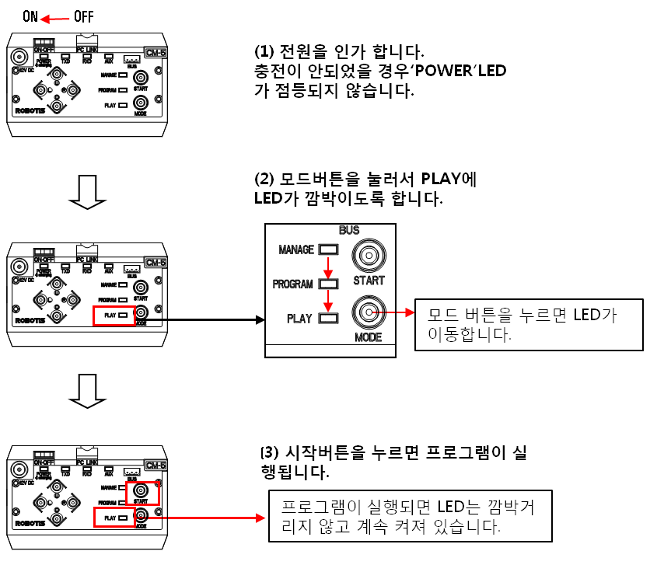 ON OFF
ON-OFF PC LINK CM-5
12V DC POWER TXD RXD AUX BUS
MANAGE START
PROGRAM
PLAY
ROBOTIS MODE
(1) 전원을 인가 합니다.
충전이 안되었을 경우‘POWER’LED
가 점등되지 않습니다.
(2) 모드버튼을 눌러서 PLAY에
LED가 깜박이도록 합니다.
ON-OFF PC LINK CM-5
12V DC POWER TXD RXD AUX BUS
MANAGE START
PROGRAM
PLAY
ROBOTIS MODE
BUS
MANAGE
START
PROGRAM
PLAY
MODE
모드 버튼을 누르면 LED가
이동합니다.
(3) 시작버튼을 누르면 프로그램이 실
행됩니다.
ON-OFF PC LINK CM-5
12V DC POWER TXD RXD AUX BUS
MANAGE START
PROGRAM
PLAY
ROBOTIS MODE
프로그램이 실행되면 LED는 깜박거
리지 않고 계속 켜져 있습니다.